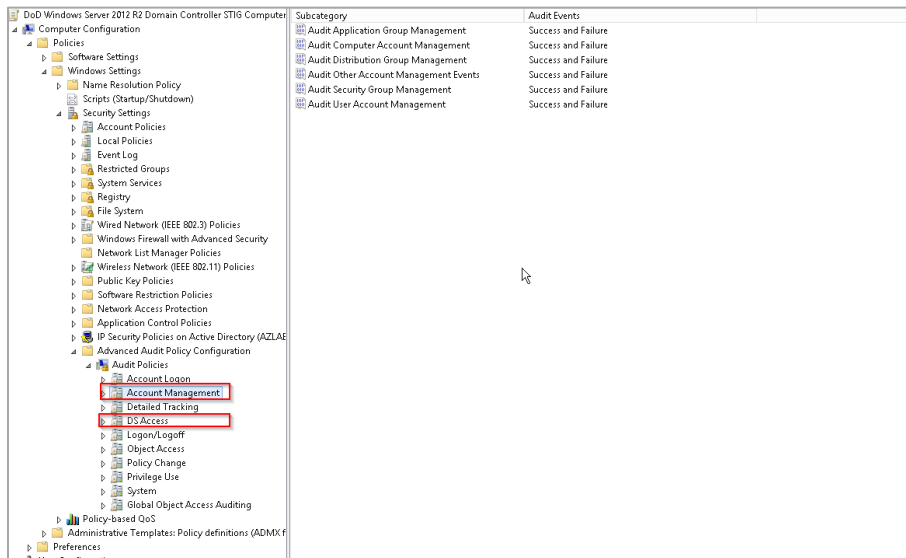 DoD Windows Server 2012 R2 Domain Controller STIG Computer
Computer Configuration
Policies
Software Settings
Windows Settings
Name Resolution Policy
Scripts (Startup/Shutdown)
Security Settings
Account Policies
Local Policies
Event Log
Restricted Groups
System Services
Registry
File System
Wired Network (IEEE 802.3) Policies
Windows Firewall with Advanced Security
Network List Manager Policies
Wireless Network (IEEE 802.11) Policies
Public Key Policies
Software Restriction Policies
Network Access Protection
Application Control Policies
IP Security Policies on Active Directory (AZLAB
Advanced Audit Policy Configuration
Audit Policies
Account Logon
Account Management
Detailed Tracking
DS Access
Logon/Logoff
Object Access
Policy Change
Privilege Use
System
Global Object Access Auditing
Policy-based QoS
Administrative Templates: Policy definitions (ADMX f
Preferences
Subcategory Audit Events
Audit Application Group Management Success and Failure
Audit Computer Account Management Success and Failure
Audit Distribution Group Management Success and Failure
Audit Other Account Management Events Success and Failure
Audit Security Group Management Success and Failure
Audit User Account Management Success and Failure